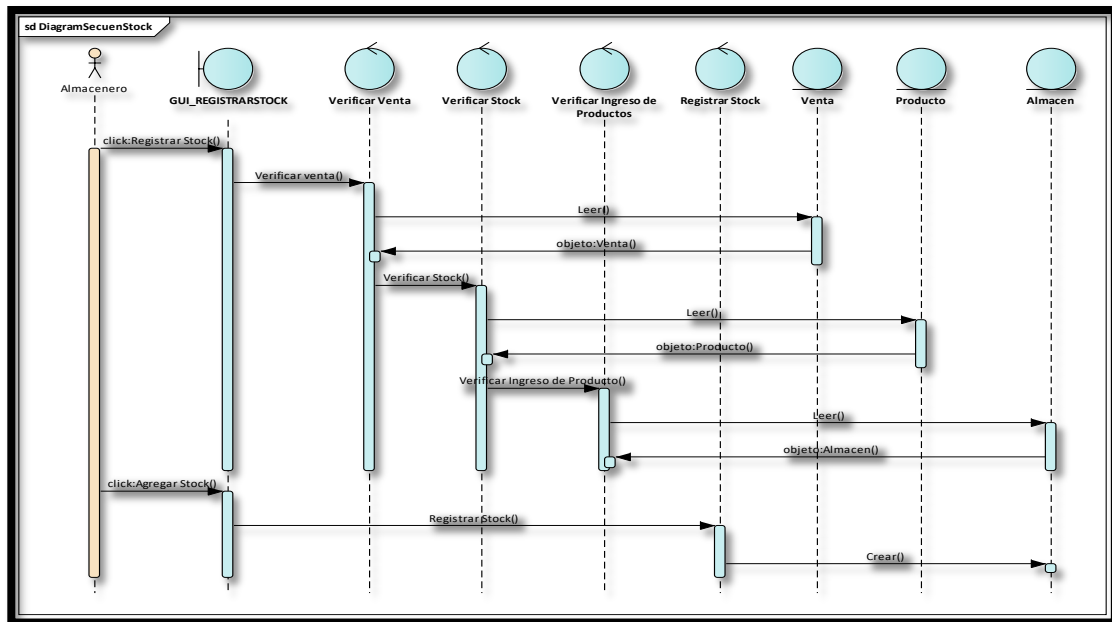 sd DiagramSecuenStock
Almacenero
GUI_REGISTRARSTOCK
Verificar Venta
Verificar Stock
Verificar Ingreso de
Productos
Registrar Stock
Venta
Producto
Almacen
click:Registrar Stock()
Verificar venta()
Leer()
objeto:Venta()
Verificar Stock()
Leer()
objeto:Producto()
Verificar Ingreso de Producto()
Leer()
objeto:Almacen()
click:Agregar Stock()
Registrar Stock()
Crear()